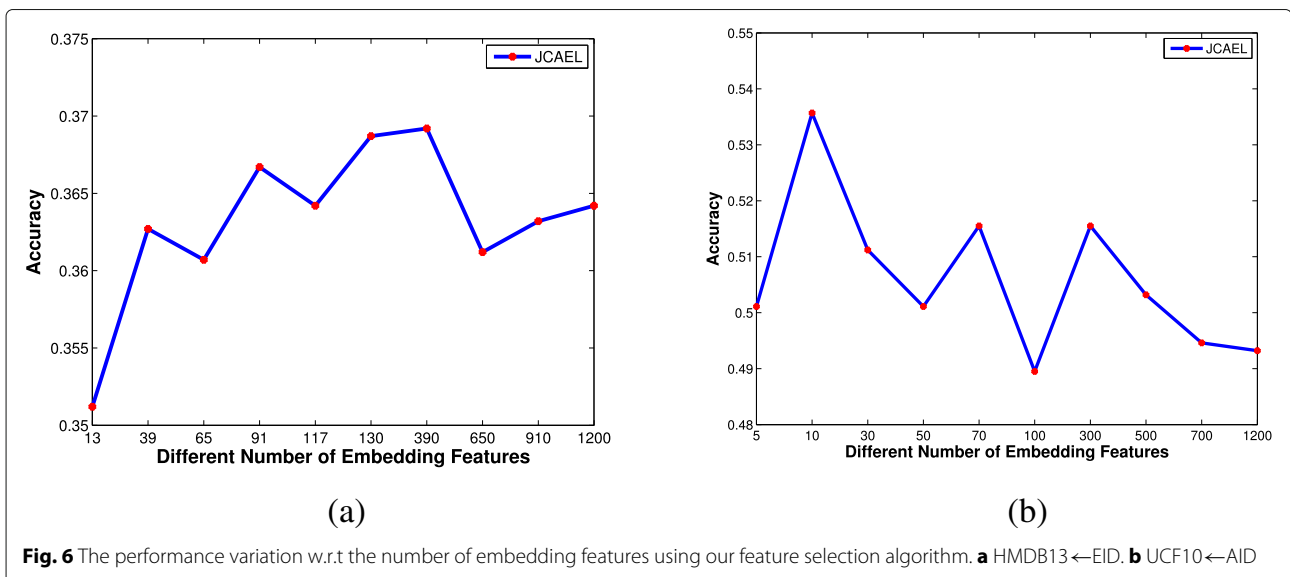 0.375
0.37
0.365
0.36
0.355
0.35
Accuracy
JCAEL
13 39 65 91 117 130 390 650 910 1200
Different Number of Embedding Features
(a)
0.55
0.54
0.53
0.52
0.51
0.5
0.49
0.48
Accuracy
JCAEL
5 10 30 50 70 100 300 500 700 1200
Different Number of Embedding Features
(b)
Fig. 6 The performance variation w.r.t the number of embedding features using our feature selection algorithm. a HMDB13←EID. b UCF10←AID